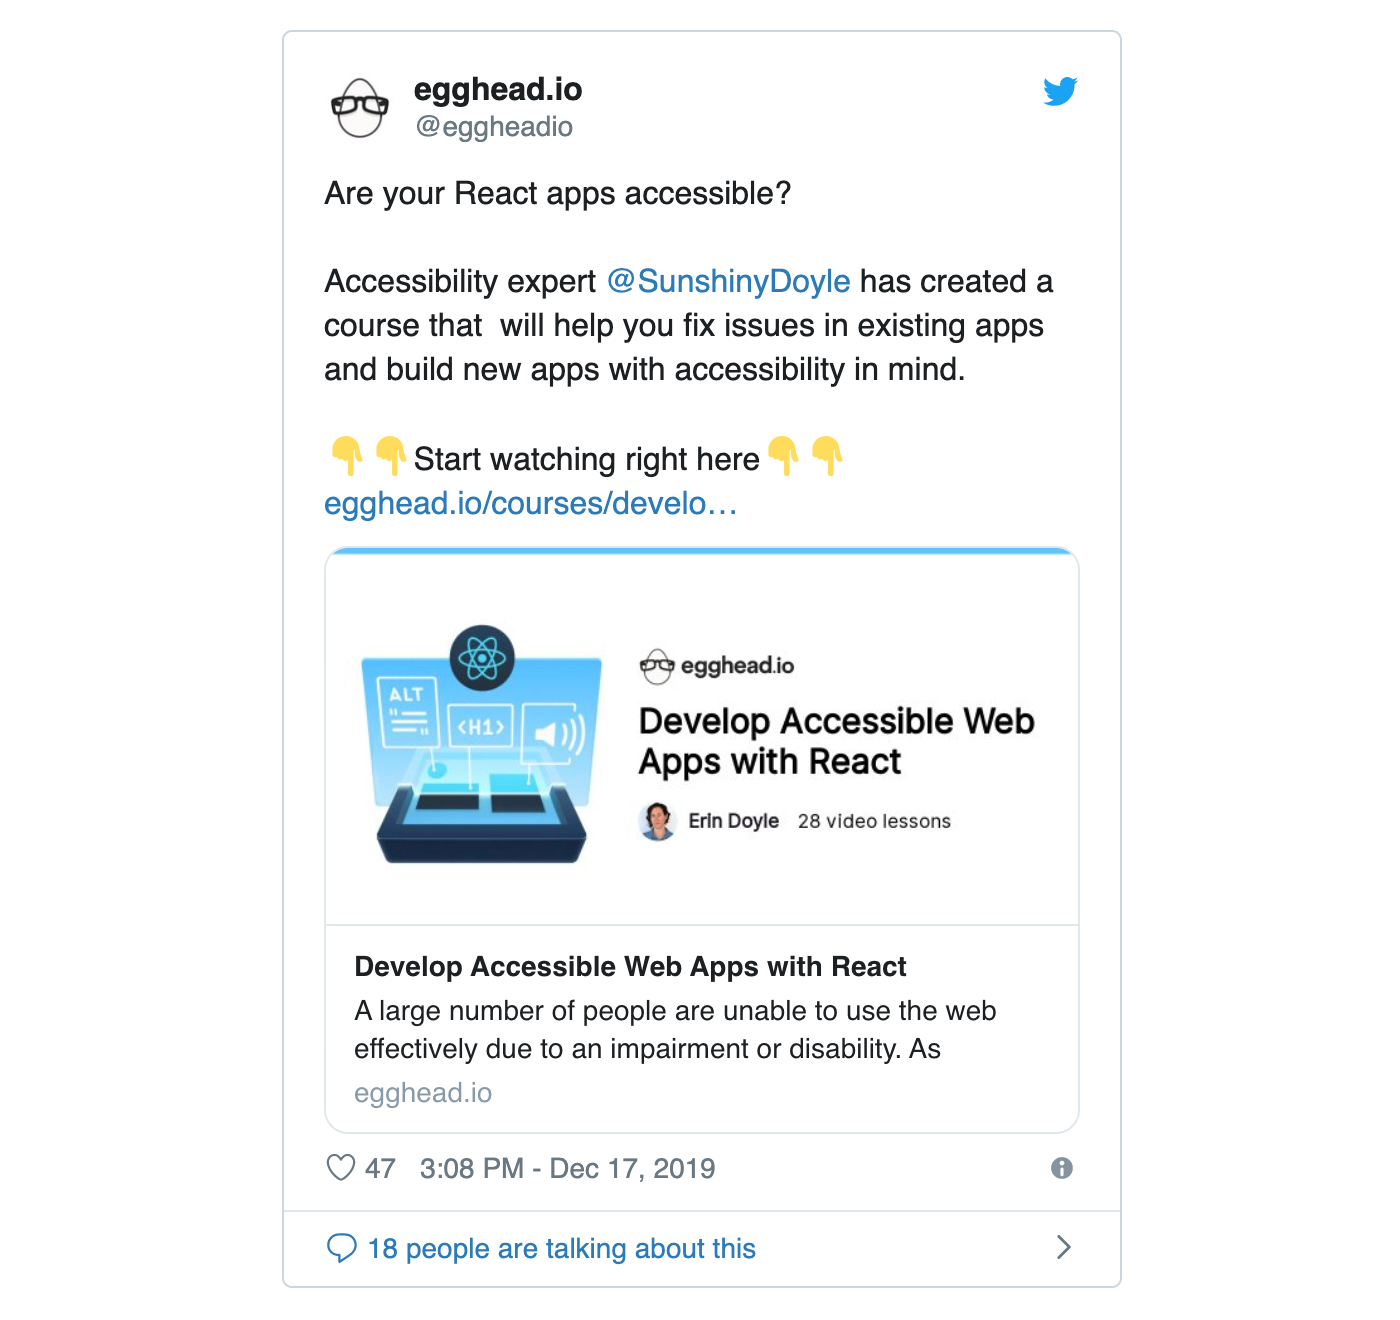 egghead.io
@eggheadio
Are your React apps accessible?
Accessibility expert @SunshinyDoyle has created a
course that  will help you fix issues in existing apps
and build new apps with accessibility in mind.
👇👇Start watching right here👇👇
egghead.io/courses/develo…
ALT
<H1>
egghead.io
Develop Accessible Web
Apps with React
Erin Doyle 28 video lessons
Develop Accessible Web Apps with React
A large number of people are unable to use the web
effectively due to an impairment or disability. As
egghead.io
47 3:08 PM - Dec 17, 2019
18 people are talking about this